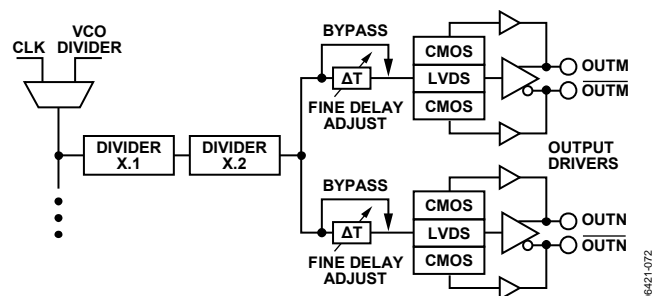 CLK
VCO
DIVIDER
DIVIDER
X.1
DIVIDER
X.2
BYPASS
ΔT
FINE DELAY
ADJUST
CMOS
LVDS
CMOS
OUTM
OUTM
OUTPUT
DRIVERS
BYPASS
ΔT
FINE DELAY
ADJUST
CMOS
LVDS
CMOS
OUTN
OUTN
6421-072